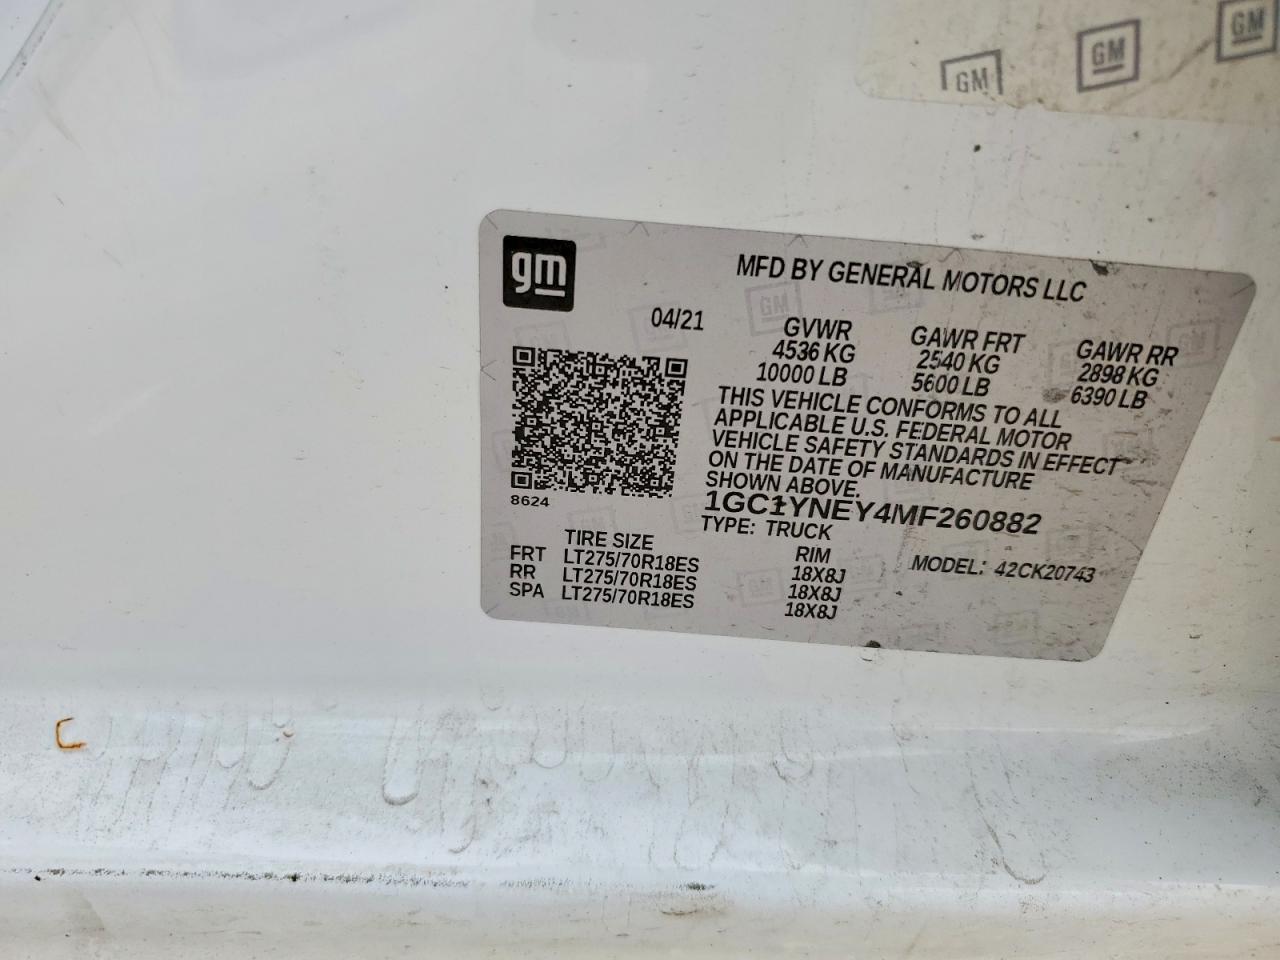 GM GM GM
gm
MFD BY GENERAL MOTORS LLC
04/21
GVWR GAWR FRT GAWR RR
4536 KG 2540 KG 2898 KG
10000 LB 5600 LB 6390 LB
THIS VEHICLE CONFORMS TO ALL
APPLICABLE U.S. FEDERAL MOTOR
VEHICLE SAFETY STANDARDS IN EFFECT
ON THE DATE OF MANUFACTURE
SHOWN ABOVE.
8624
1GC1YNEY4MF260882
TYPE: TRUCK
TIRE SIZE RIM
MODEL: 42CK20743
FRT LT275/70R18ES 18X8J
RR LT275/70R18ES 18X8J
SPA LT275/70R18ES 18X8J